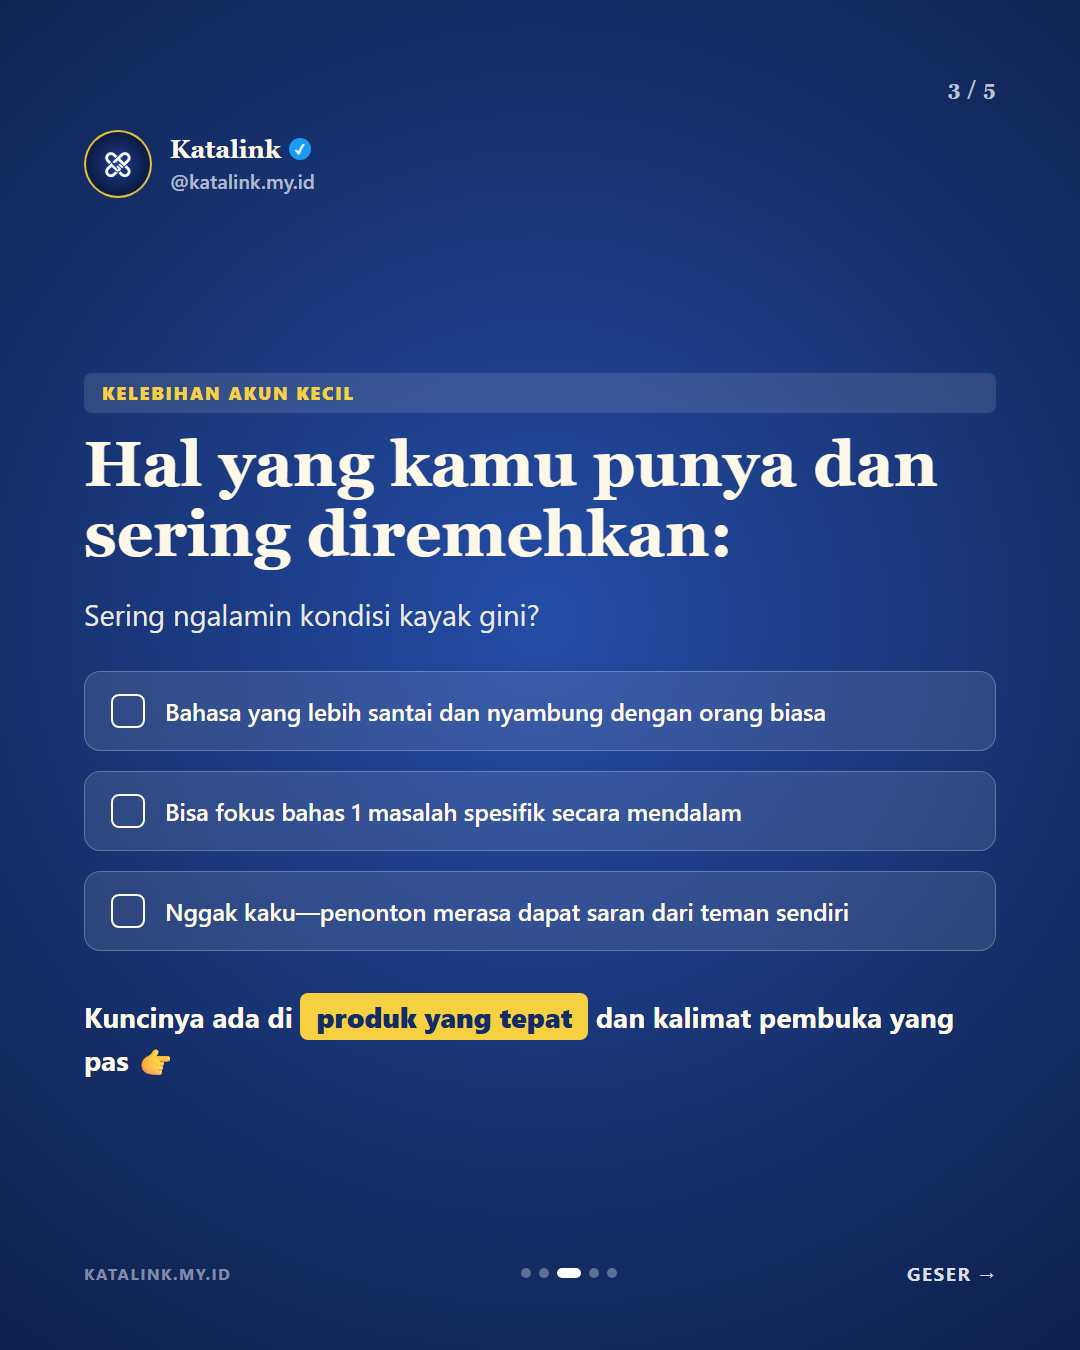 3 / 5
Katalink
@katalink.my.id
KELEBIHAN AKUN KECIL
Hal yang kamu punya dan
sering diremehkan:
Sering ngalamin kondisi kayak gini?
Bahasa yang lebih santai dan nyambung dengan orang biasa
Bisa fokus bahas 1 masalah spesifik secara mendalam
Nggak kaku—penonton merasa dapat saran dari teman sendiri
Kuncinya ada di produk yang tepat dan kalimat pembuka yang
pas 👉
KATALINK.MY.ID
GESER →